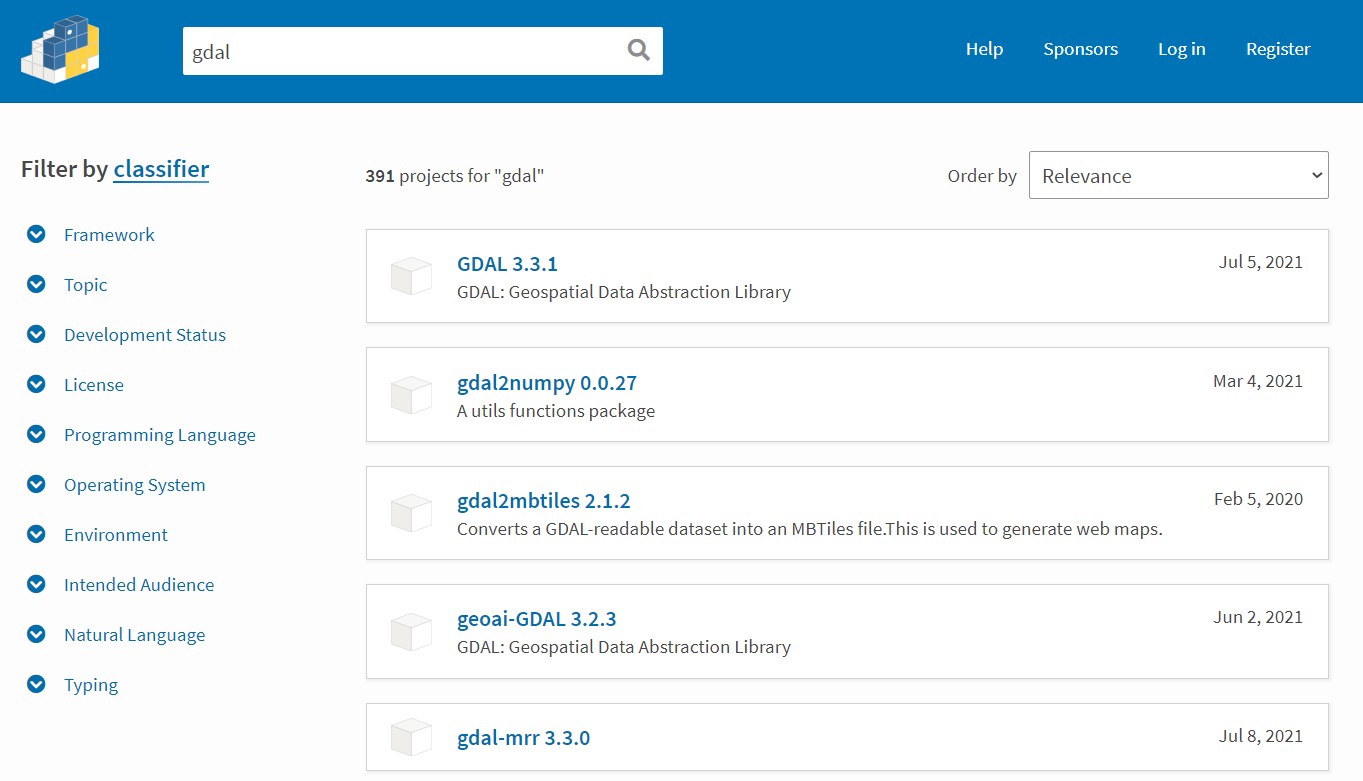 gdal
Help
Sponsors
Log in
Register
Filter by classifier
Framework
Topic
Development Status
License
Programming Language
Operating System
Environment
Intended Audience
Natural Language
Typing
391 projects for "gdal"
Order by
Relevance
GDAL 3.3.1
Jul 5, 2021
GDAL: Geospatial Data Abstraction Library
gdal2numpy 0.0.27
Mar 4, 2021
A utils functions package
gdal2mbtiles 2.1.2
Feb 5, 2020
Converts a GDAL-readable dataset into an MBTiles file.This is used to generate web maps.
geoai-GDAL 3.2.3
Jun 2, 2021
GDAL: Geospatial Data Abstraction Library
gdal-mrr 3.3.0
Jul 8, 2021